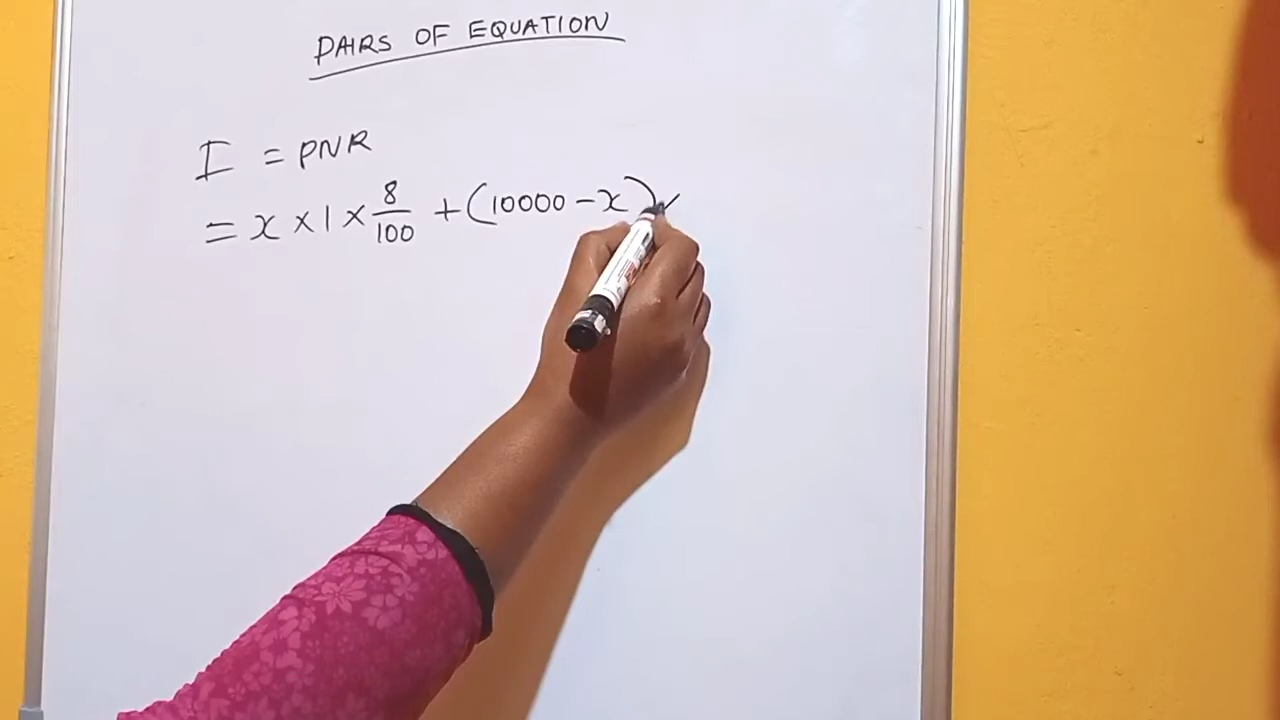 PAIRS OF EQUATION
I = PNR
= x × 1 × 8/100 + (10000 - x)